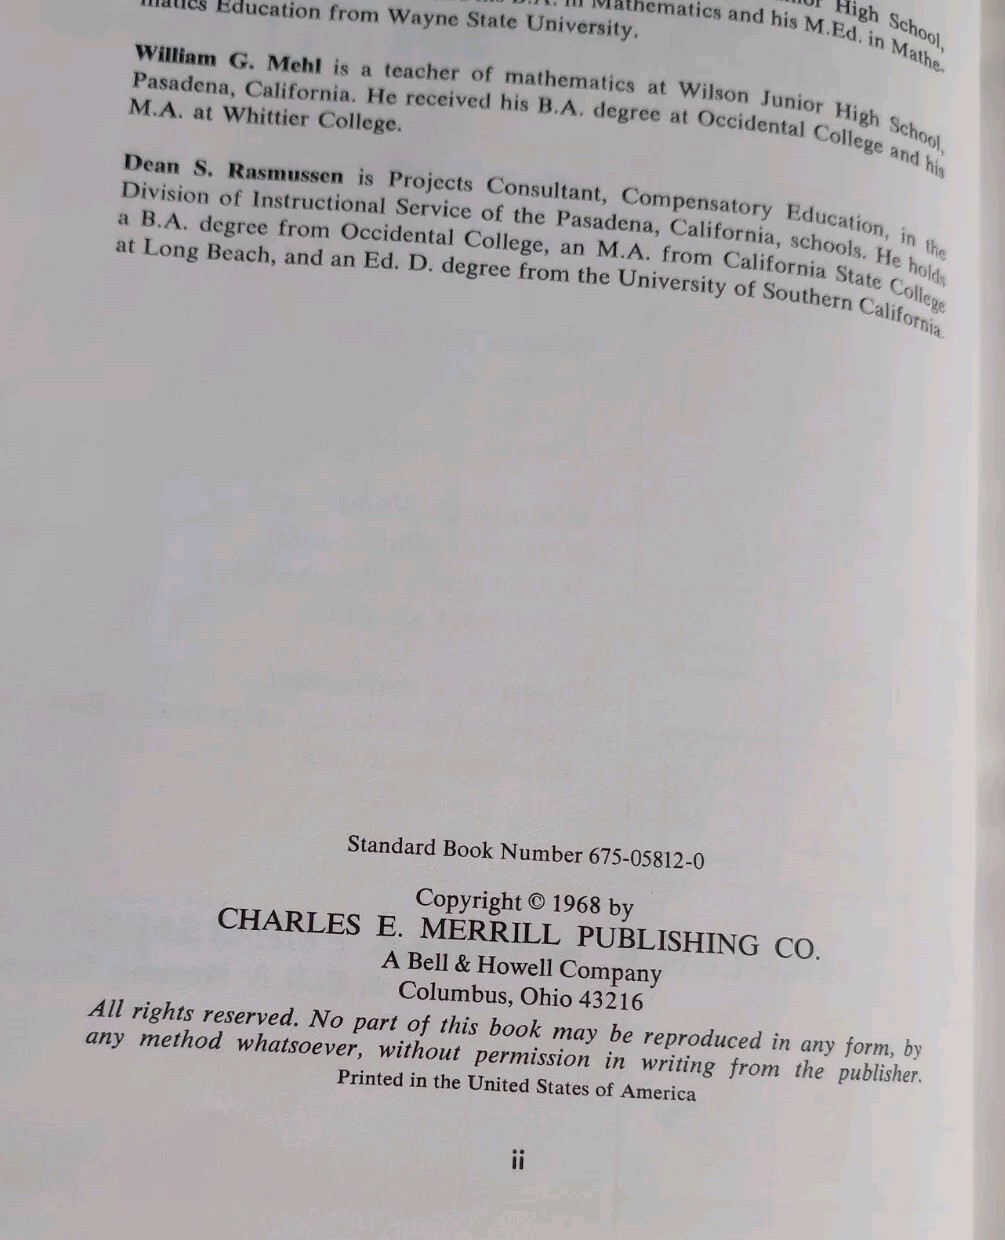 High School,
B.A. in Mathematics and his M.Ed. in Mathe-
matics Education from Wayne State University.
William G. Mehl is a teacher of mathematics at Wilson Junior High School,
Pasadena, California. He received his B.A. degree at Occidental College and his
M.A. at Whittier College.
Dean S. Rasmussen is Projects Consultant, Compensatory Education, in the
Division of Instructional Service of the Pasadena, California, schools. He holds
a B.A. degree from Occidental College, an M.A. from California State College
at Long Beach, and an Ed. D. degree from the University of Southern California.
Standard Book Number 675-05812-0
Copyright © 1968 by
CHARLES E. MERRILL PUBLISHING CO.
A Bell & Howell Company
Columbus, Ohio 43216
All rights reserved. No part of this book may be reproduced in any form, by
any method whatsoever, without permission in writing from the publisher.
Printed in the United States of America
ii